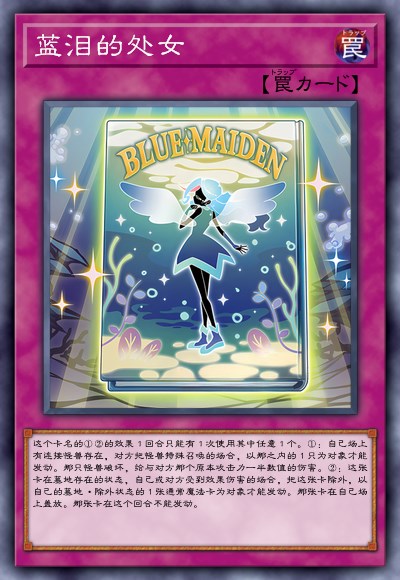 蓝泪的处女
トラップ
罠
トラップ
【罠カード】
BLUE MAIDEN
这个卡名的①②的效果1回合只能有1次使用其中任意1个。①：自己场上
有连接怪兽存在，对方把怪兽特殊召唤的场合，以那之内的1只为对象才能
发动。那只怪兽破坏，给与对方那个原本攻击力一半数值的伤害。②：这张
卡在墓地存在的状态，自己或对方受到效果伤害的场合，把这张卡除外，以
自己的墓地·除外状态的1张通常魔法卡为对象才能发动。那张卡在自己场
上盖放。那张卡在这个回合不能发动。